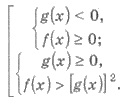 g(x) < 0,
f(x) ≥ 0;
g(x) ≥ 0,
f(x) > [g(x)]².